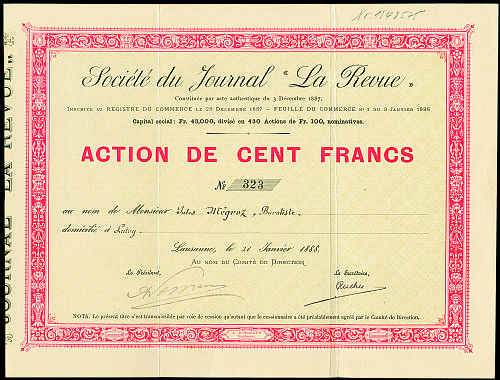 Nr. 1548575
JOURNAL LA REVUE
Société du Journal "La Revue"
Constituée par acte authentique du 3 Décembre 1887,
INSCRITE AU REGISTRE DU COMMERCE LE 28 DÉCEMBRE 1887 — FEUILLE DU COMMERCE Nº 1 DU 3 JANVIER 1888
Capital social: Fr. 43,000, divisé en 430 Actions de Fr. 100, nominatives.
ACTION DE CENT FRANCS
Nº 323
au nom de Monsieur Jules Mégroz,
domicilié à Lutry.
Lausanne, le 31 Janvier 1888.
AU NOM DU COMITÉ DE DIRECTION
Le Président, Le Secrétaire,
NOTA. Le présent titre n'est transmissible par voie de cession qu'autant que le cessionnaire a été préalablement agréé par le Comité de Direction.